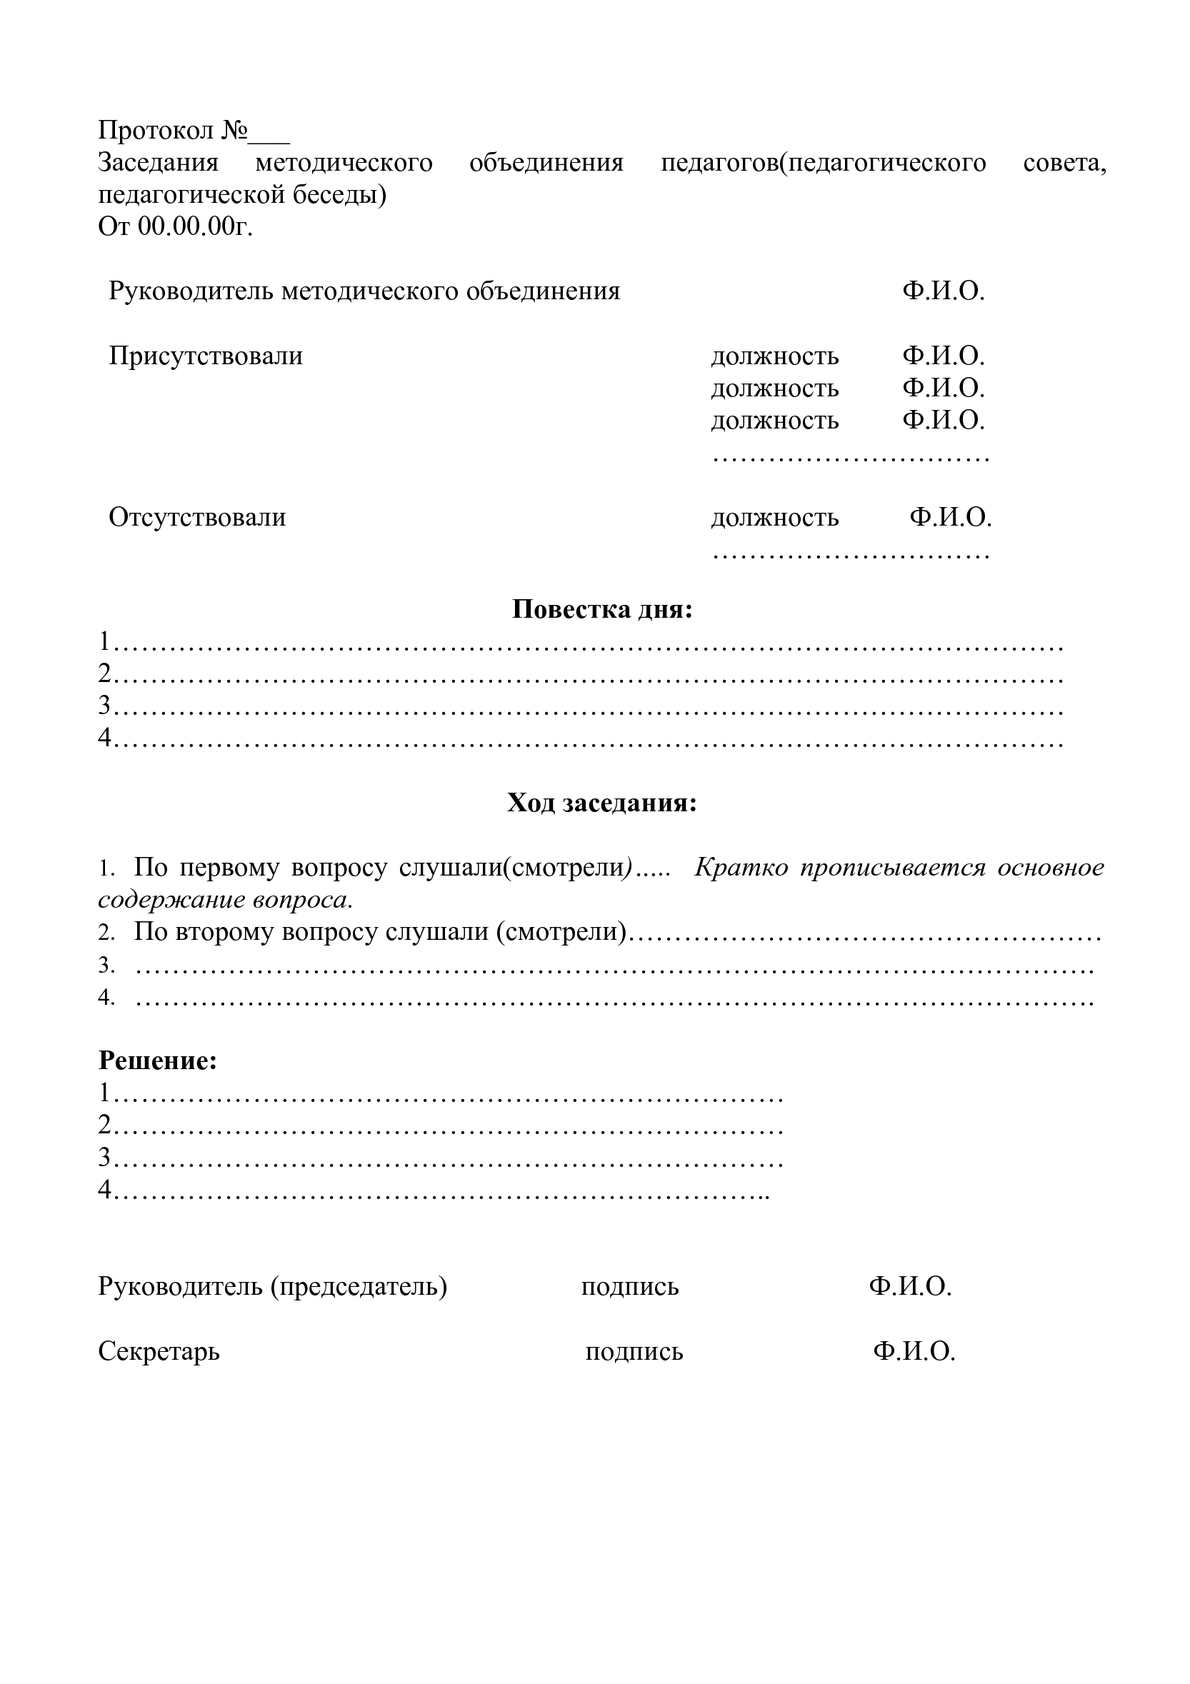 Протокол №___
Заседания методического объединения педагогов(педагогического совета,
педагогической беседы)
От 00.00.00г.
Руководитель методического объединения Ф.И.О.
Присутствовали должность Ф.И.О.
должность Ф.И.О.
должность Ф.И.О.
…………………………
Отсутствовали должность Ф.И.О.
…………………………
Повестка дня:
1…………………………………………………………………………………………
2…………………………………………………………………………………………
3…………………………………………………………………………………………
4…………………………………………………………………………………………
Ход заседания:
1. По первому вопросу слушали(смотрели)….. Кратко прописывается основное
содержание вопроса.
2. По второму вопросу слушали (смотрели)……………………………………………
3. ………………………………………………………………………………………….
4. ………………………………………………………………………………………….
Решение:
1………………………………………………………………
2………………………………………………………………
3………………………………………………………………
4……………………………………………………………..
Руководитель (председатель) подпись Ф.И.О.
Секретарь подпись Ф.И.О.